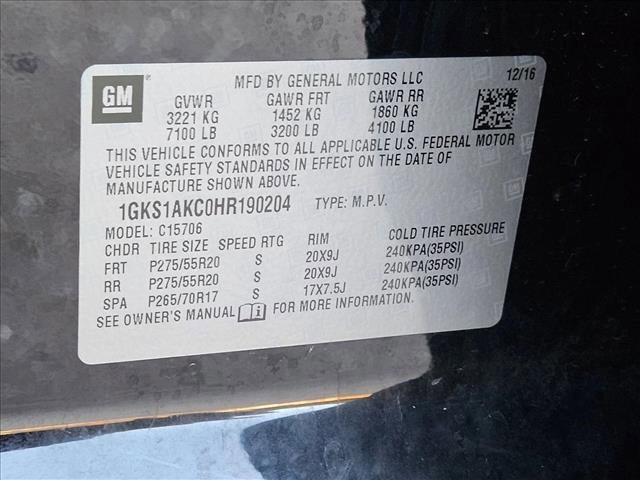 GM
MFD BY GENERAL MOTORS LLC 12/16
GVWR GAWR FRT GAWR RR
3221 KG 1452 KG 1860 KG
7100 LB 3200 LB 4100 LB
THIS VEHICLE CONFORMS TO ALL APPLICABLE U.S. FEDERAL MOTOR
VEHICLE SAFETY STANDARDS IN EFFECT ON THE DATE OF
MANUFACTURE SHOWN ABOVE.
1GKS1AKC0HR190204 TYPE: M.P.V.
MODEL: C15706
CHDR TIRE SIZE SPEED RTG RIM COLD TIRE PRESSURE
FRT P275/55R20 S 20X9J 240KPA(35PSI)
RR P275/55R20 S 20X9J 240KPA(35PSI)
SPA P265/70R17 S 17X7.5J 240KPA(35PSI)
SEE OWNER'S MANUAL FOR MORE INFORMATION.